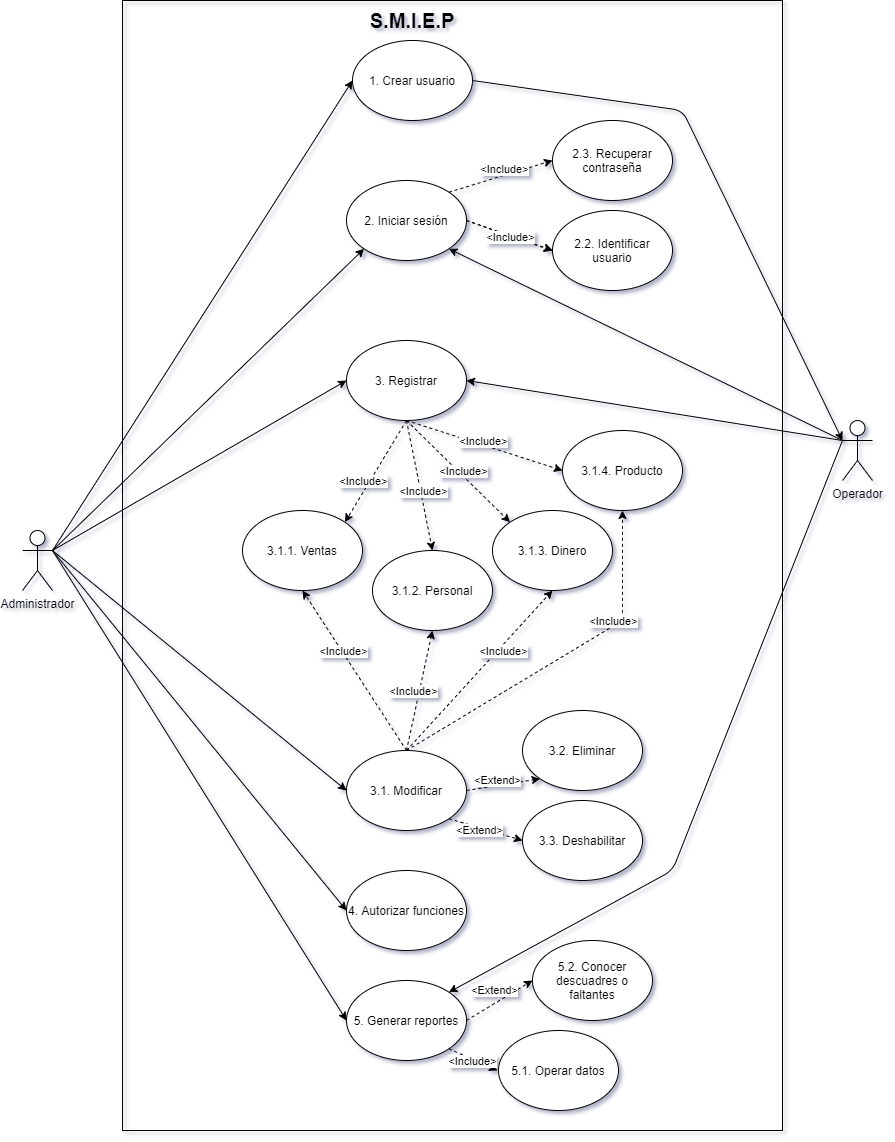 S.M.I.E.P
1. Crear usuario
<Include>
2.3. Recuperar
contraseña
2. Iniciar sesión
<Include>
2.2. Identificar
usuario
3. Registrar
<Include>
<Include>
<Include>
<Include>
3.1.4. Producto
Operador
3.1.1. Ventas
3.1.2. Personal
3.1.3. Dinero
Administrador
<Include>
<Include>
<Include>
<Include>
3.1. Modificar
<Extend>
3.2. Eliminar
<Extend>
3.3. Deshabilitar
4. Autorizar funciones
5. Generar reportes
<Extend>
5.2. Conocer
descuadres o
faltantes
<Include>
5.1. Operar datos